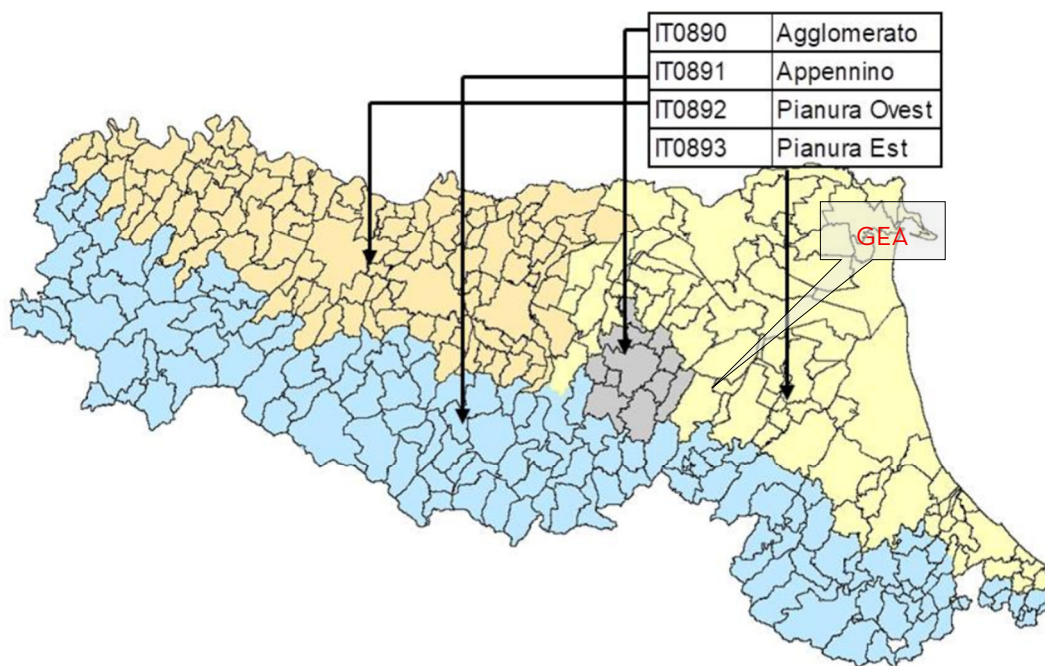 IT0890 Agglomerato
IT0891 Appennino
IT0892 Pianura Ovest
IT0893 Pianura Est
GEA